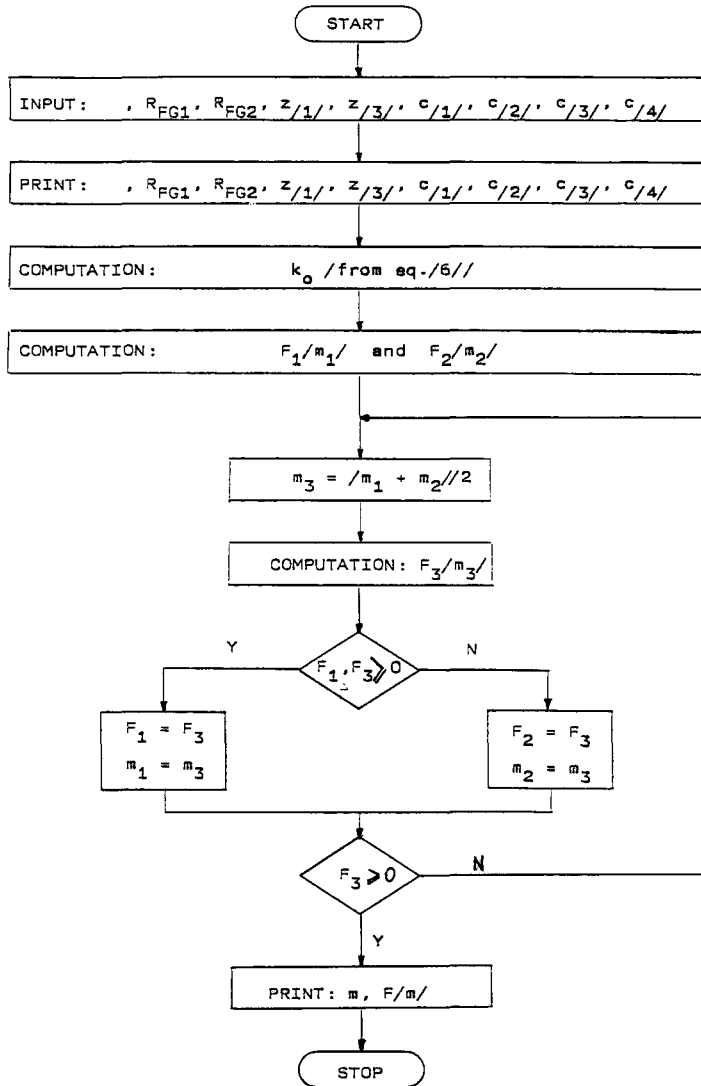 START
INPUT: , R_FG1, R_FG2, z/1/, z/3/, c/1/, c/2/, c/3/, c/4/
PRINT: , R_FG1, R_FG2, z/1/, z/3/, c/1/, c/2/, c/3/, c/4/
COMPUTATION: k_o /from eq./6//
COMPUTATION: F_1/m_1/ and F_2/m_2/
m_3 = /m_1 + m_2//2
COMPUTATION: F_3/m_3/
Y
N
F_1, F_3 ⩾ 0
F_1 = F_3
m_1 = m_3
F_2 = F_3
m_2 = m_3
F_3 ⩾ 0
N
Y
PRINT: m, F/m/
STOP